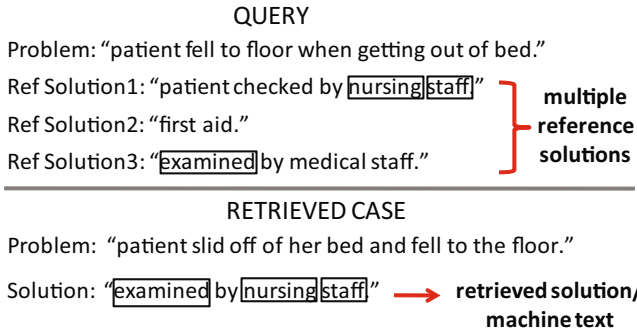 QUERY
Problem: “patient fell to floor when getting out of bed.”
Ref Solution1: “patient checked by nursing staff.”
Ref Solution2: “first aid.”
Ref Solution3: “examined by medical staff.”
multiple
reference
solutions
RETRIEVED CASE
Problem: “patient slid off of her bed and fell to the floor.”
Solution: “examined by nursing staff.”
retrieved solution/
machine text